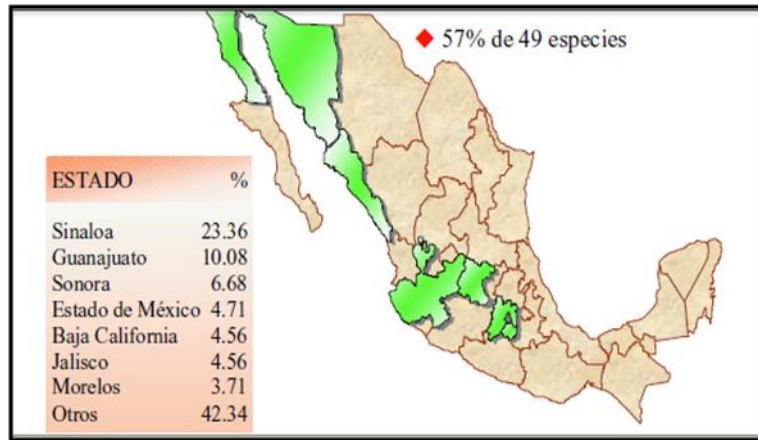 57% de 49 especies
ESTADO %
Sinaloa 23.36
Guanajuato 10.08
Sonora 6.68
Estado de México 4.71
Baja California 4.56
Jalisco 4.56
Morelos 3.71
Otros 42.34